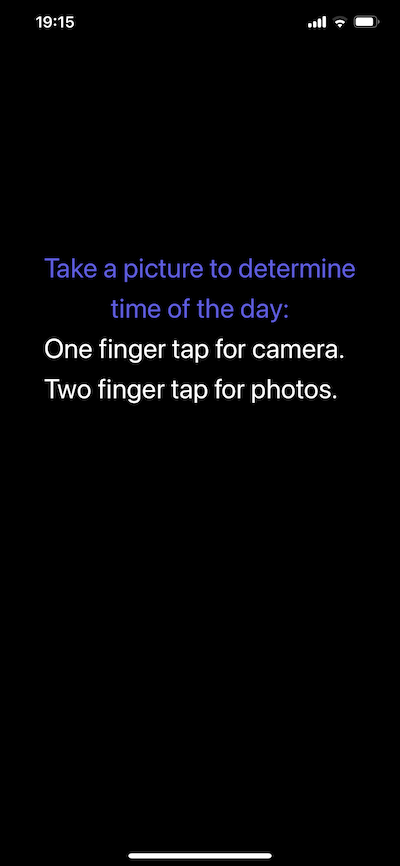 19:15
Take a picture to determine
time of the day:
One finger tap for camera.
Two finger tap for photos.